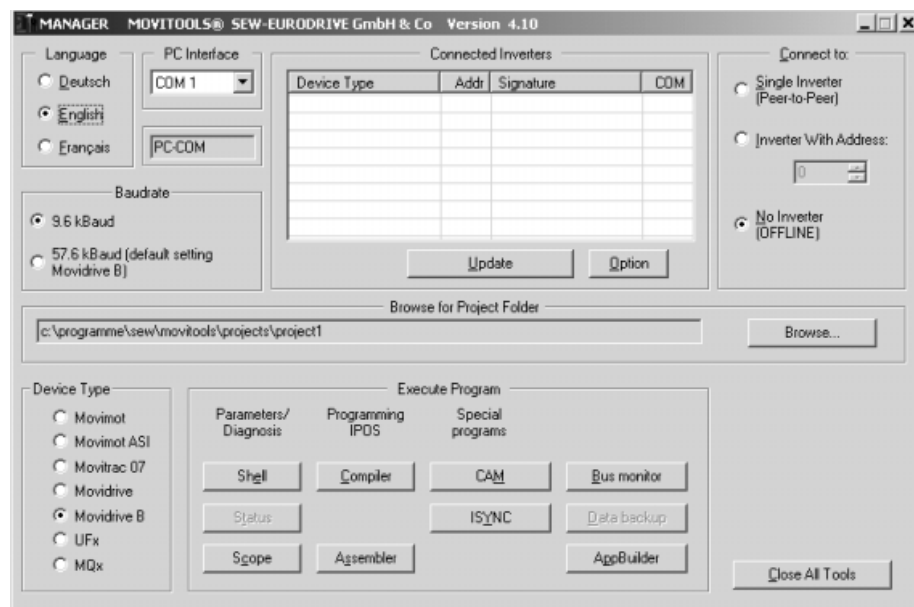 MANAGER MOVITOOLS® SEW-EURODRIVE GmbH & Co Version 4.10
Language
Deutsch
English
Français
PC Interface
COM 1
PC-COM
Baudrate
9.6 kBaud
57.6 kBaud (default setting
Movidrive B)
Connected Inverters
Device Type Addr Signature COM
Update Option
Connect to:
Single Inverter
(Peer-to-Peer)
Inverter With Address:
0
No Inverter
(OFFLINE)
Browse for Project Folder
c:\programme\sew\movitools\projects\project1
Browse...
Device Type
Movimot
Movimot ASI
Movitrac 07
Movidrive
Movidrive B
UFx
MQx
Execute Program
Parameters/
Diagnosis
Programming
IPOS
Special
programs
Shell Compiler CAM Bus monitor
Status ISYNC Data backup
Scope Assembler AppBuilder
Close All Tools